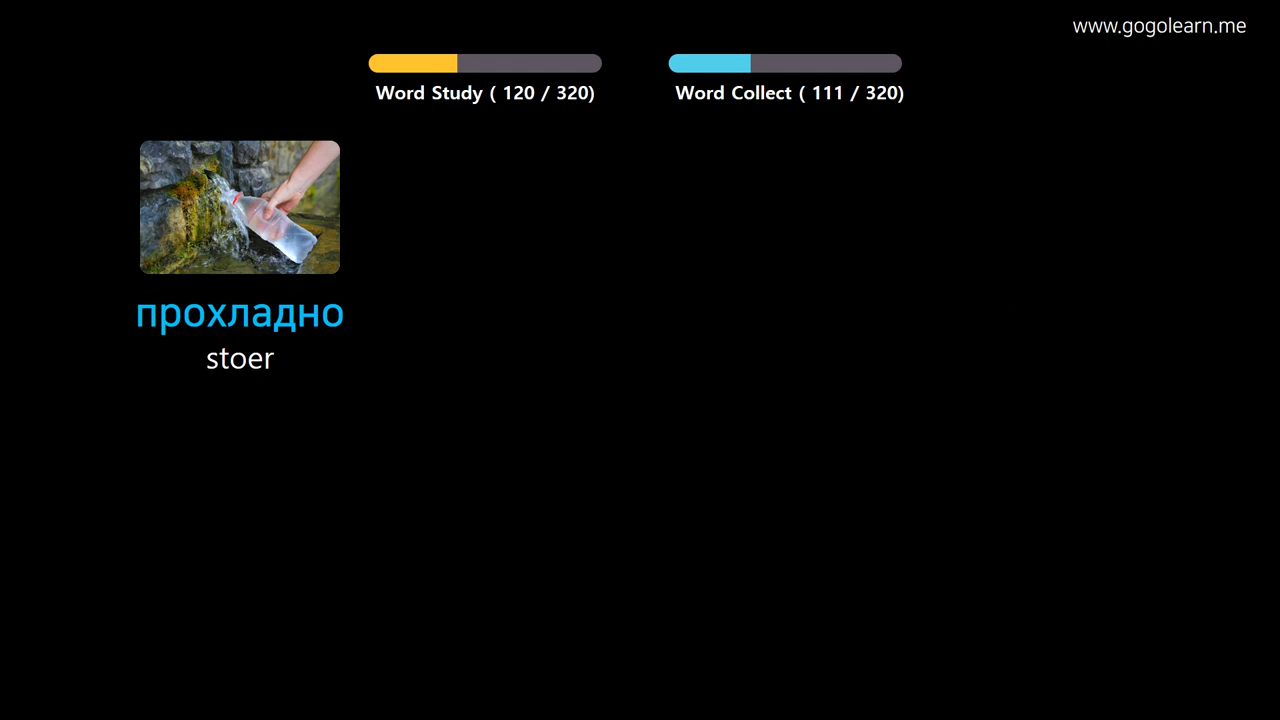 www.gogolearn.me
Word Study ( 120 / 320)
Word Collect ( 111 / 320)
прохладно
stoer